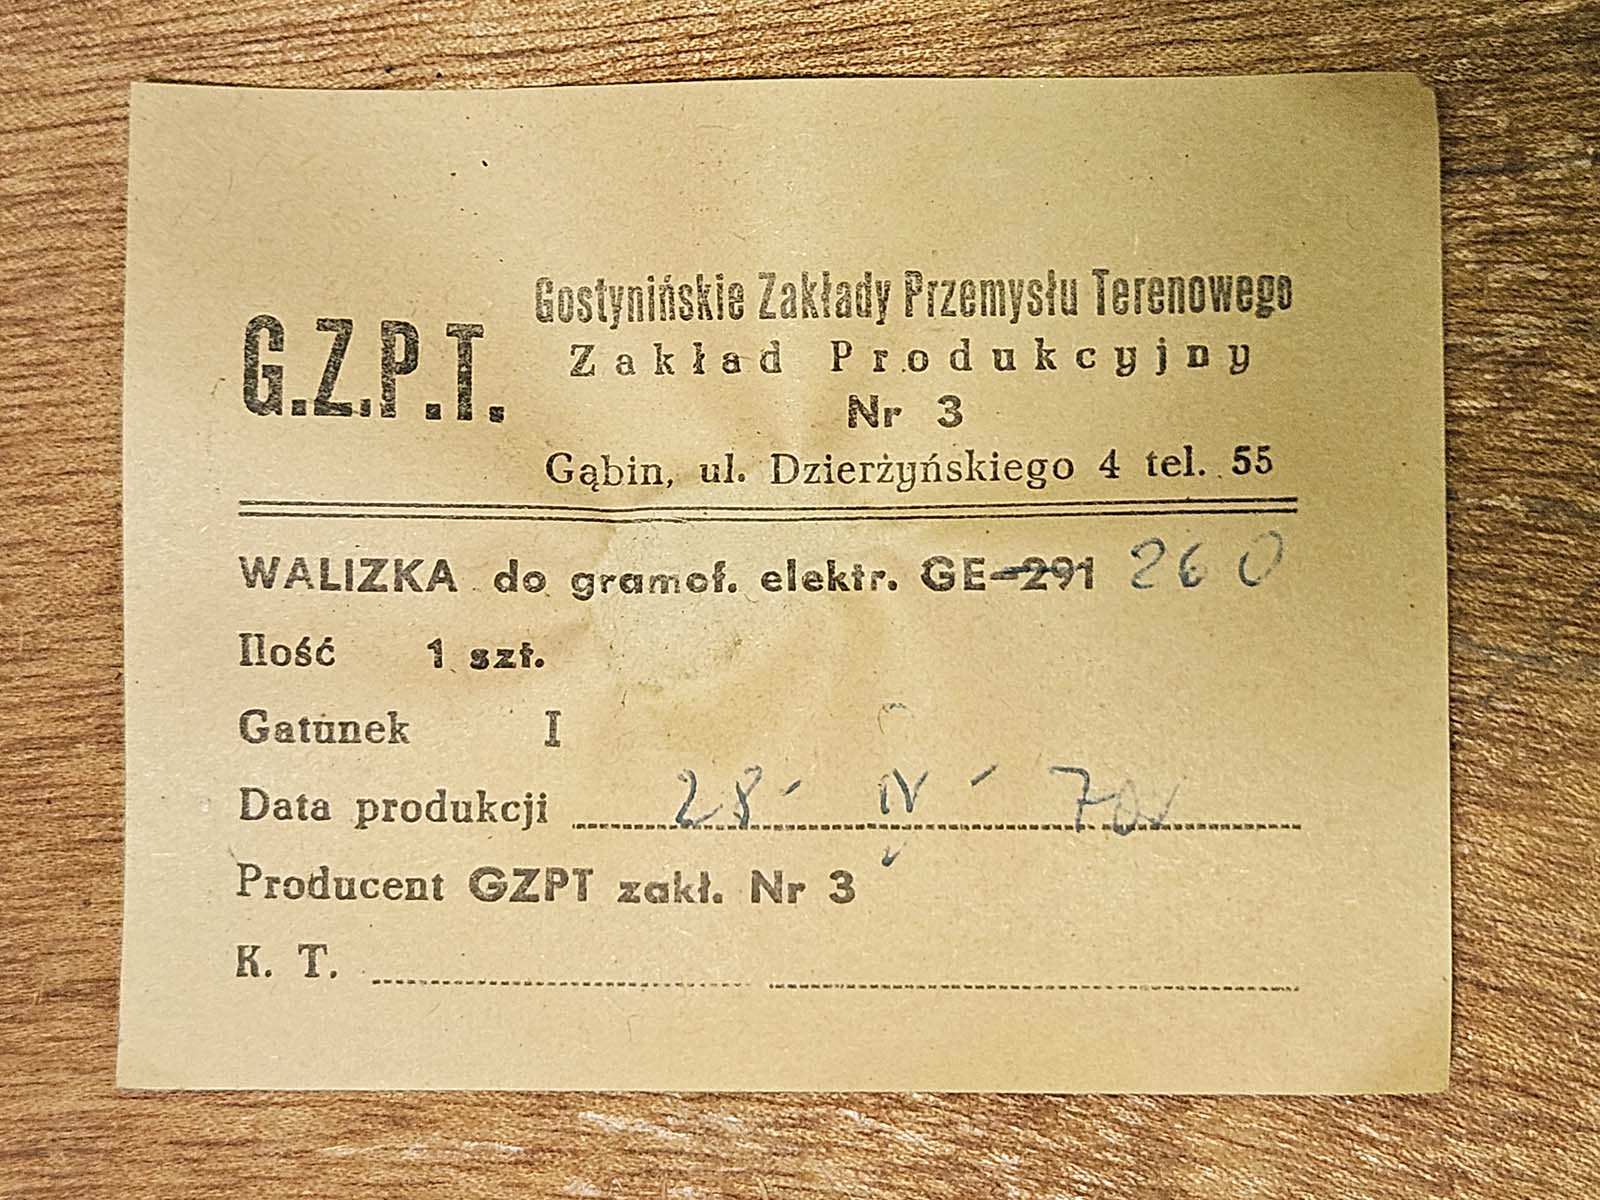 Gostynińskie Zakłady Przemysłu Terenowego
G.Z.P.T.
Zakład Produkcyjny
Nr 3
Gąbin, ul. Dzierżyńskiego 4 tel. 55
WALIZKA do gramof. elektr. GE-291 260
Ilość 1 szt.
Gatunek I
Data produkcji 28- IV - 70
Producent GZPT zakł. Nr 3
K. T.